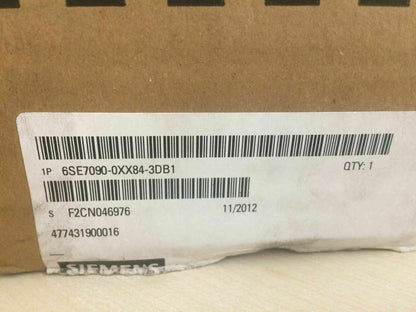 1P 6SE7090-0XX84-3DB1 QTY: 1
S F2CN046976 11/2012
477431900016
SIEMENS